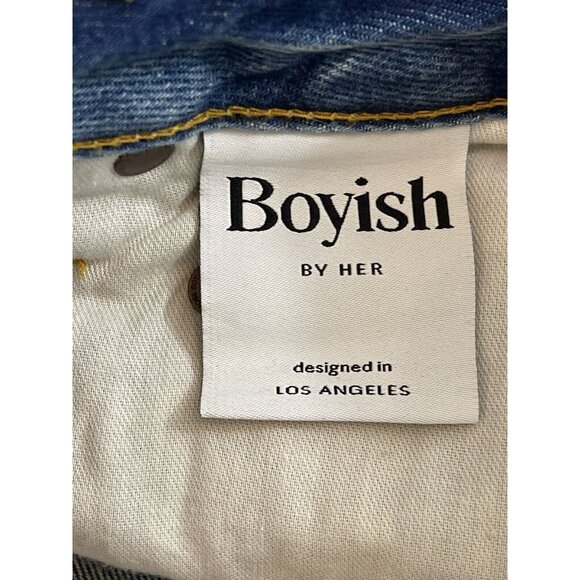 Boyish
BY HER
designed in
LOS ANGELES